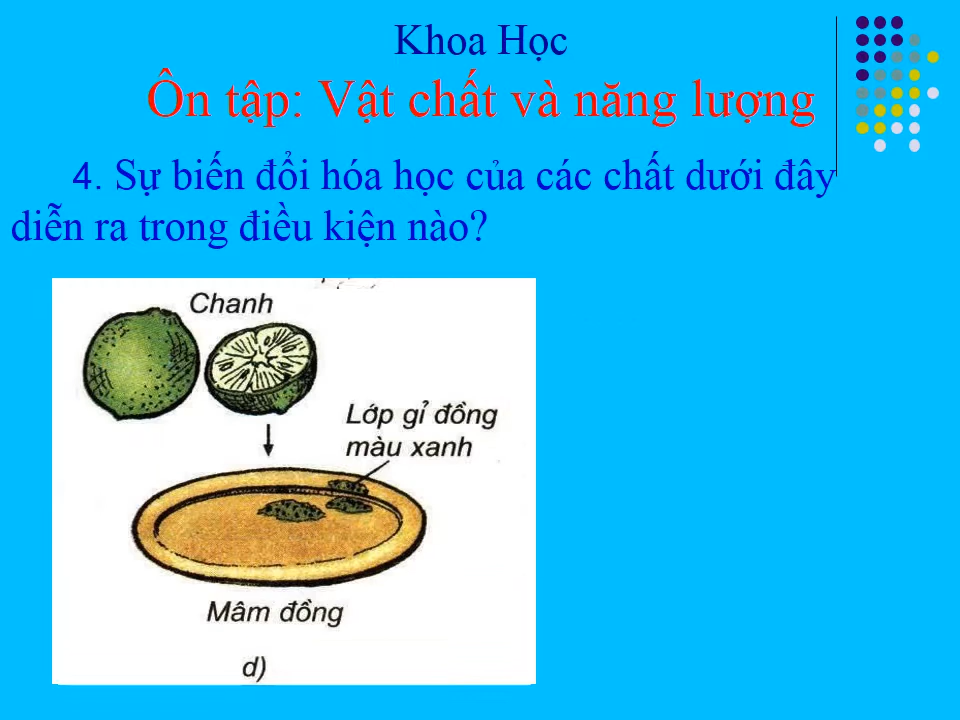 Khoa Học
Ôn tập: Vật chất và năng lượng
4. Sự biến đổi hóa học của các chất dưới đây
diễn ra trong điều kiện nào?
Chanh
Lớp gỉ đồng
màu xanh
Mâm đồng
d)